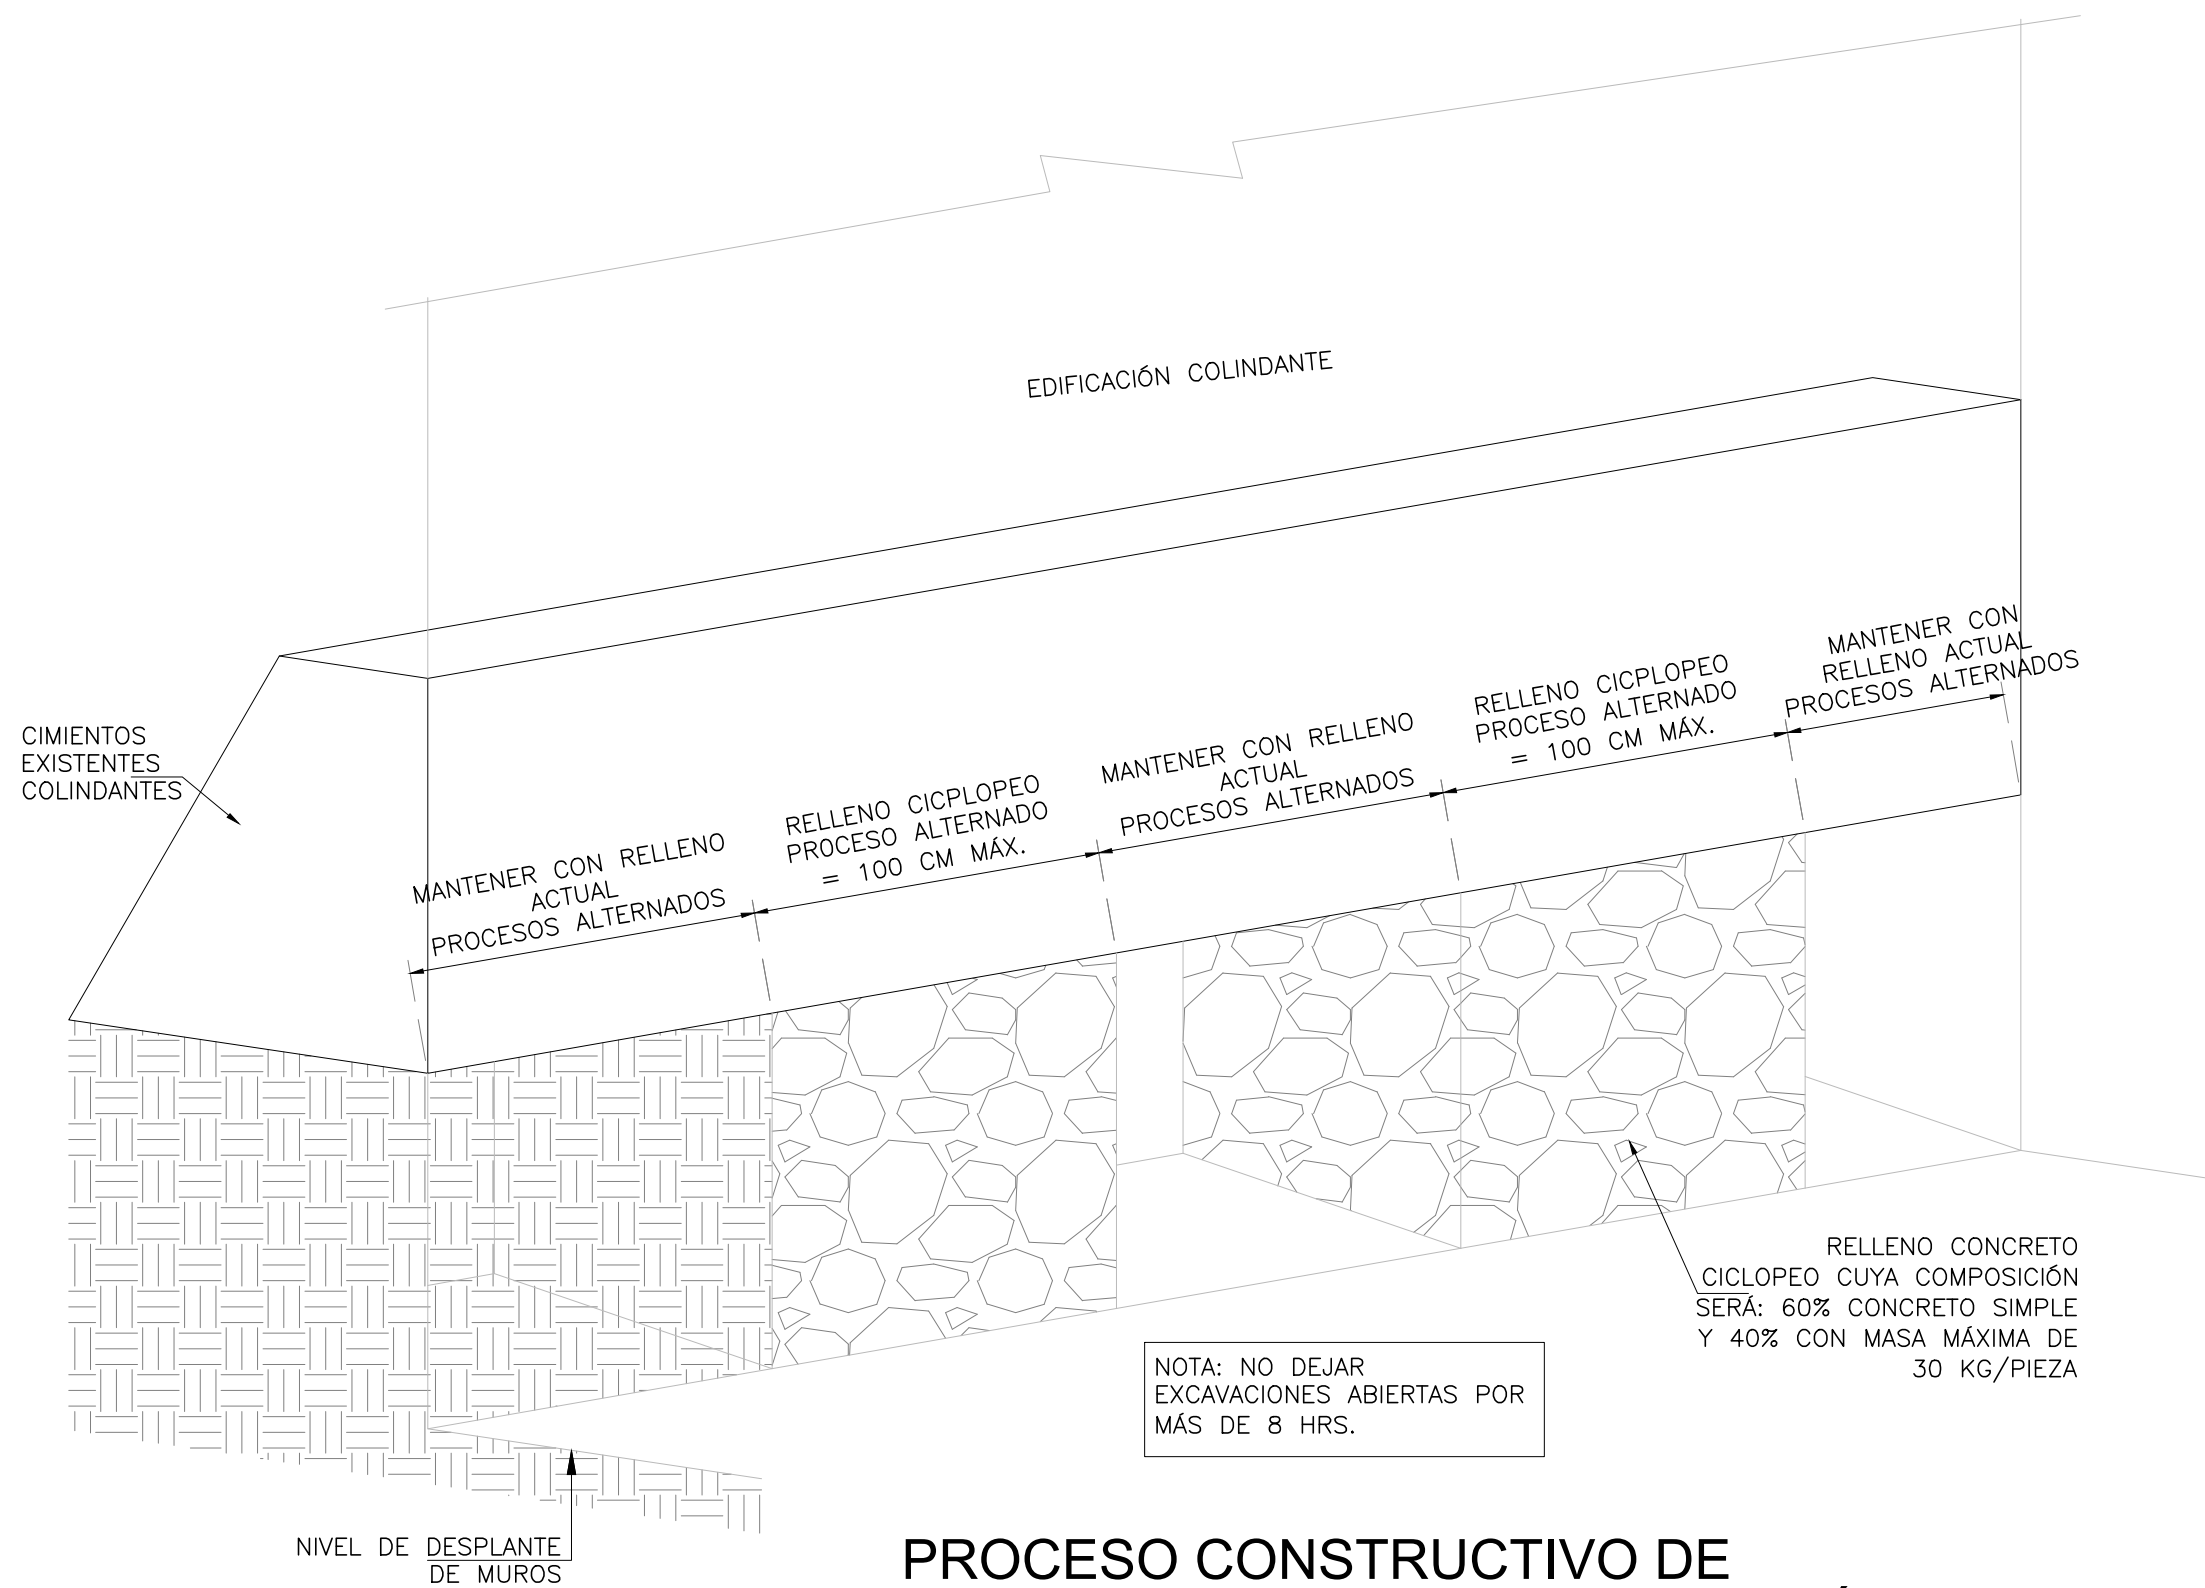 EDIFICACIÓN COLINDANTE
CIMIENTOS
EXISTENTES
COLINDANTES
MANTENER CON RELLENO
ACTUAL
PROCESOS ALTERNADOS
RELLENO CICPLOPEO
PROCESO ALTERNADO
= 100 CM MÁX.
MANTENER CON RELLENO
ACTUAL
PROCESOS ALTERNADOS
RELLENO CICPLOPEO
PROCESO ALTERNADO
= 100 CM MÁX.
MANTENER CON
RELLENO ACTUAL
PROCESOS ALTERNADOS
RELLENO CONCRETO
CICLOPEO CUYA COMPOSICIÓN
SERÁ: 60% CONCRETO SIMPLE
Y 40% CON MASA MÁXIMA DE
30 KG/PIEZA
NOTA: NO DEJAR
EXCAVACIONES ABIERTAS POR
MÁS DE 8 HRS.
NIVEL DE DESPLANTE
DE MUROS
PROCESO CONSTRUCTIVO DE